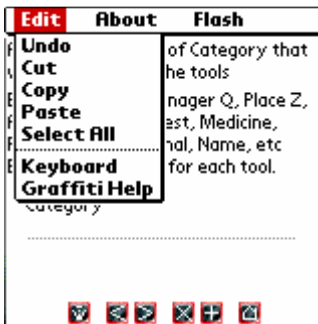 Edit About Flash
Undo
Cut
Copy
Paste
Select All
Keyboard
Graffiti Help
of Category that
he tools
nager Q, Place Z,
est, Medicine,
nal, Name, etc
for each tool.
Category